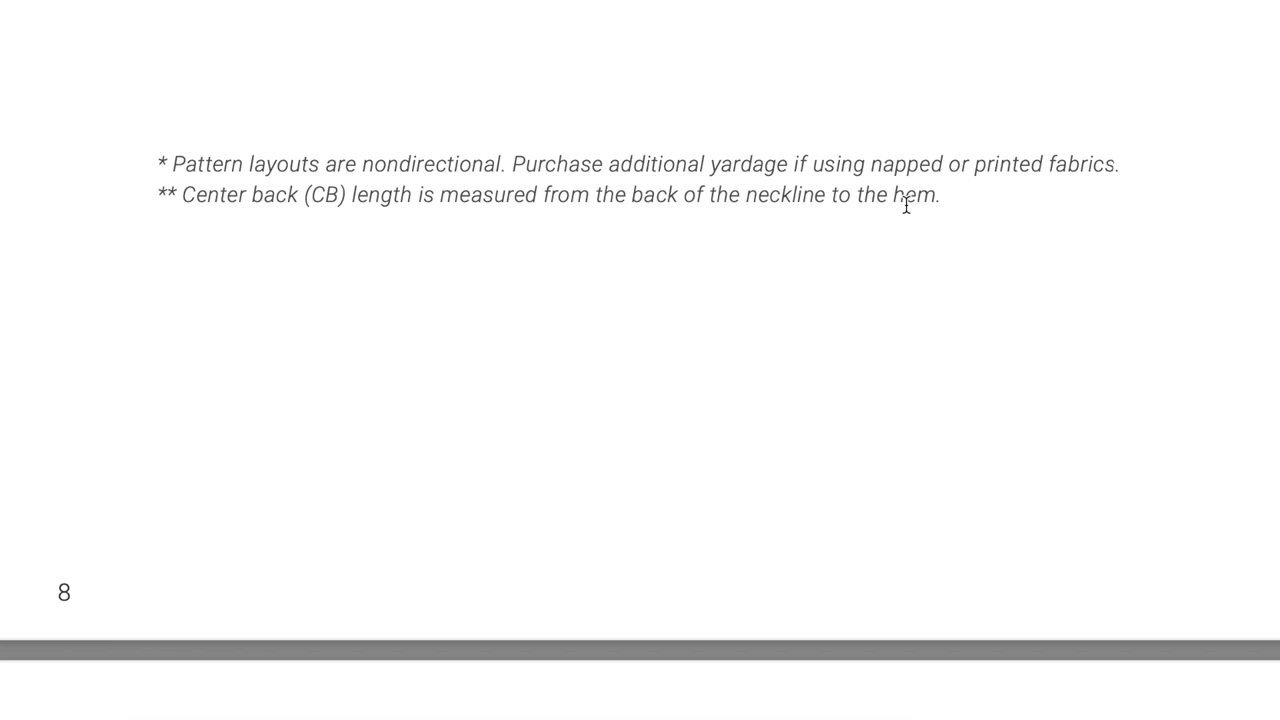 * Pattern layouts are nondirectional. Purchase additional yardage if using napped or printed fabrics.
** Center back (CB) length is measured from the back of the neckline to the hem.
8